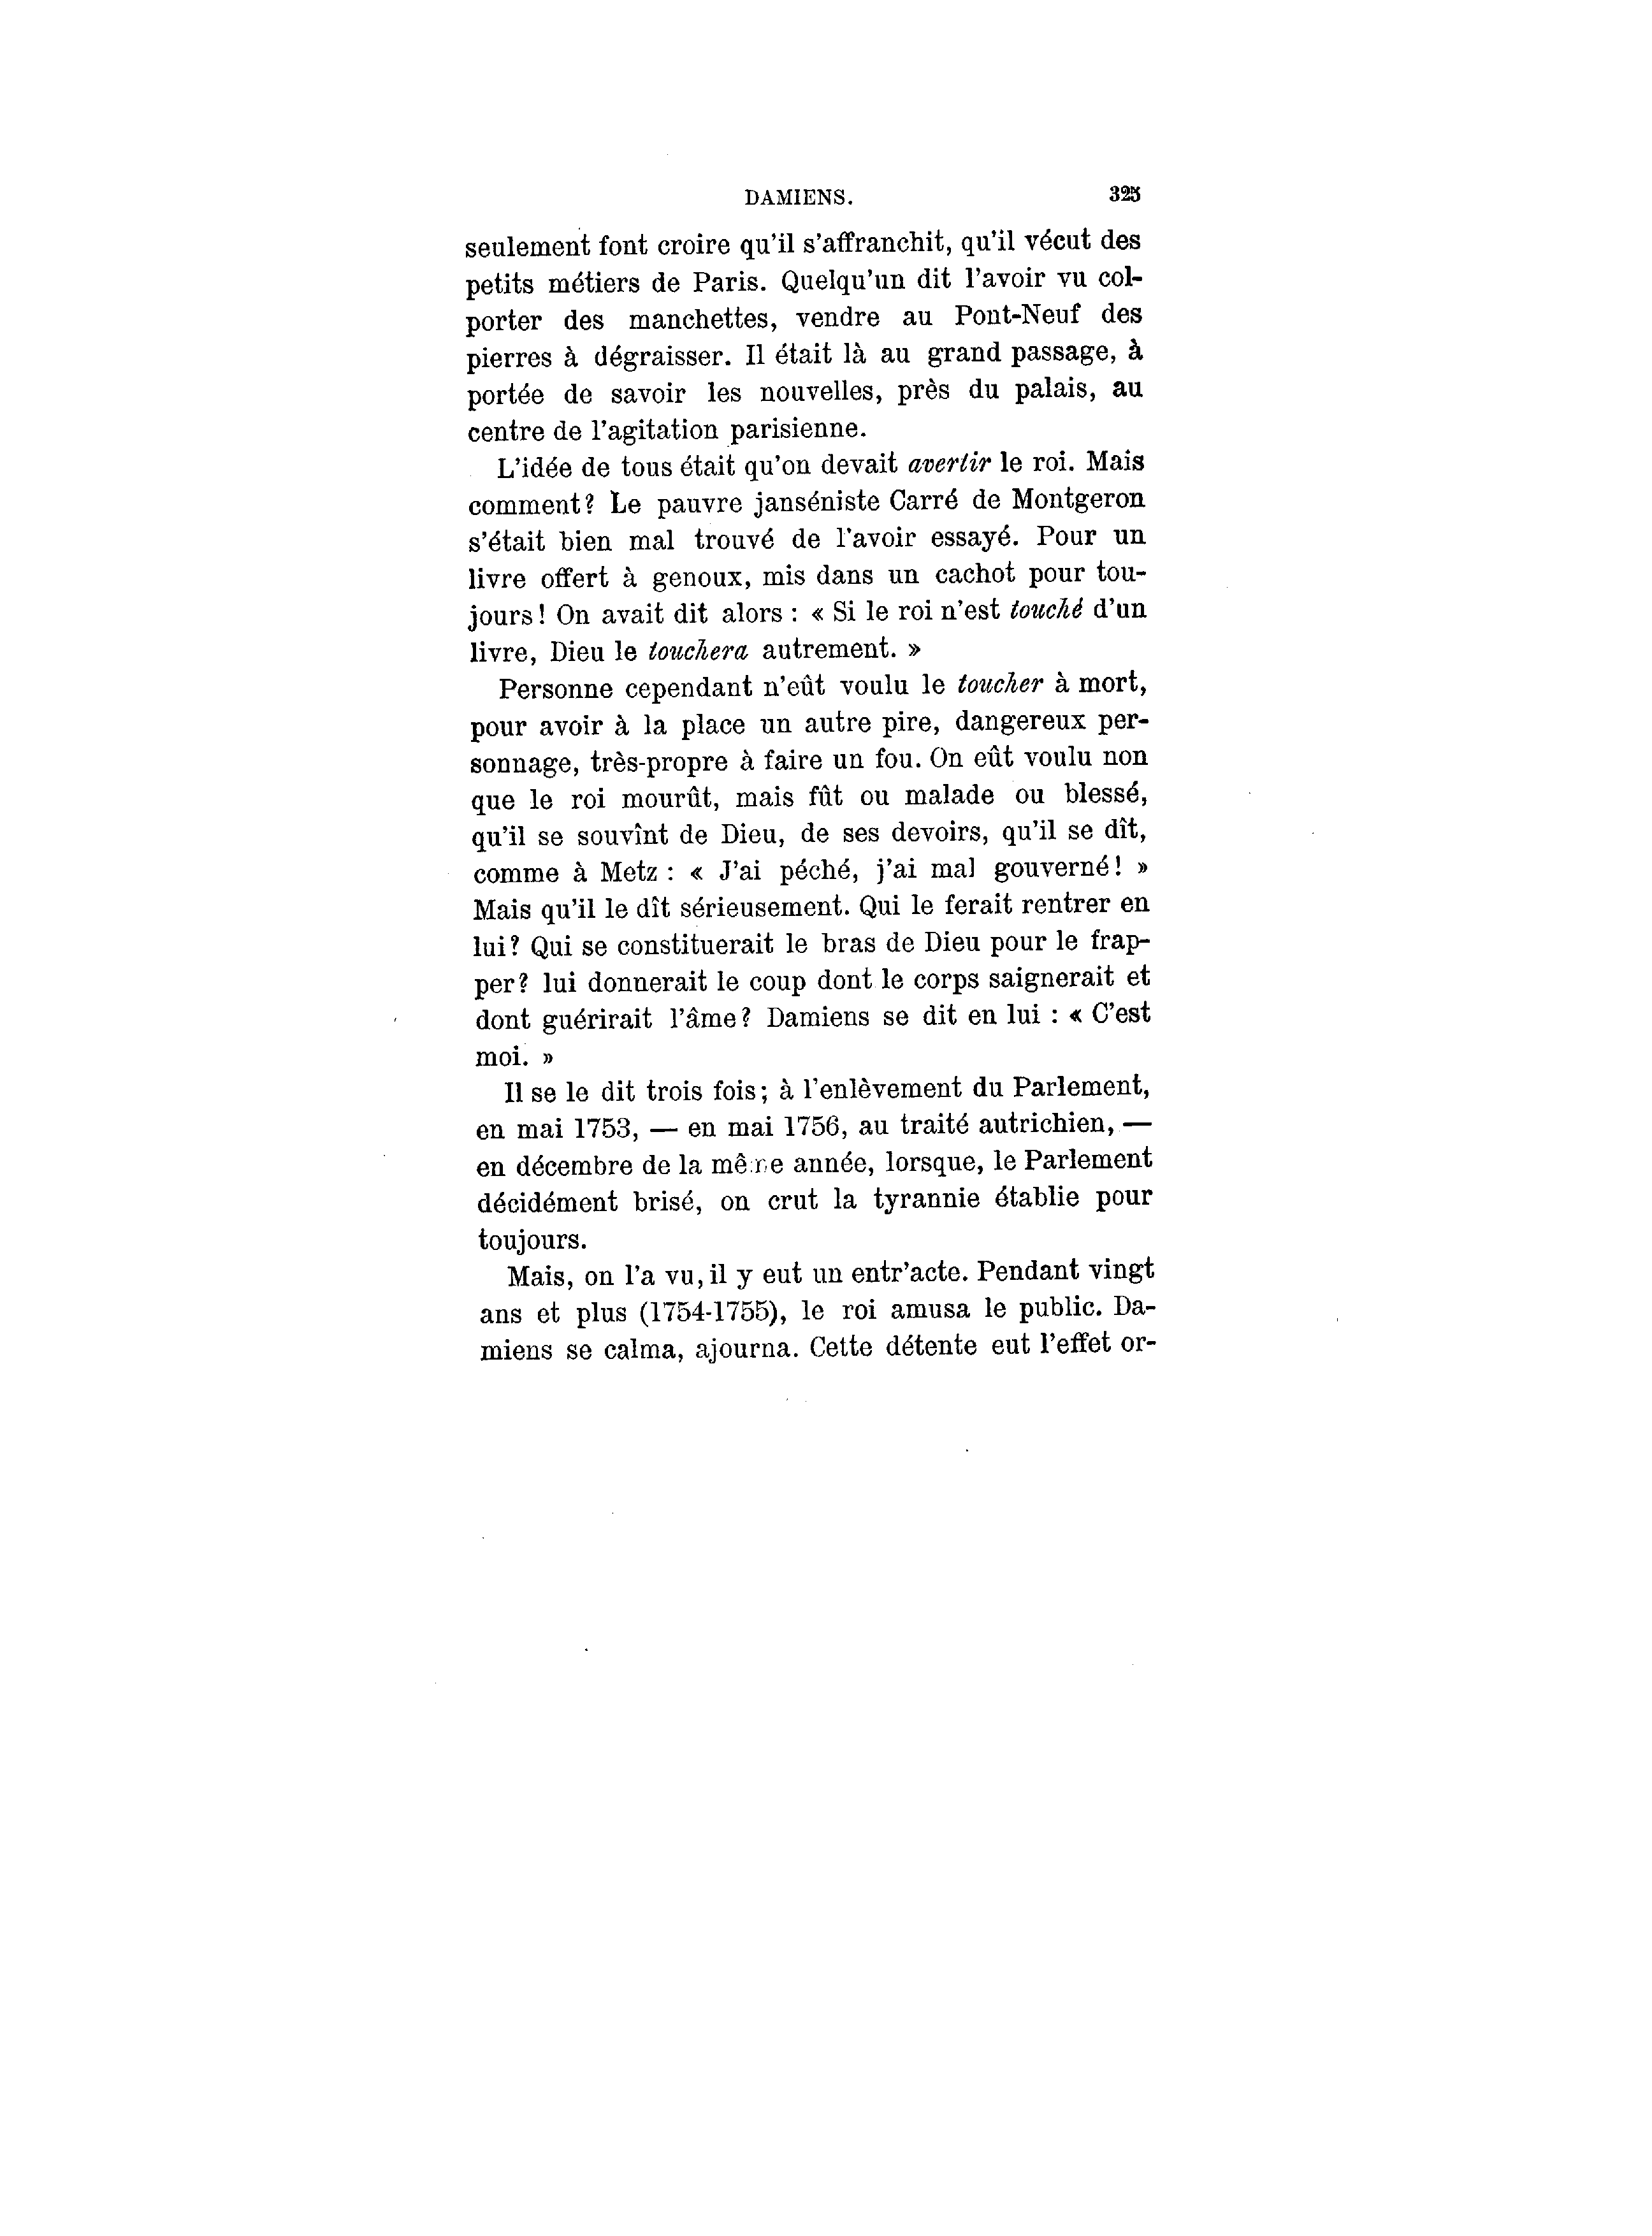 DAMIENS. 325
seulement font croire qu'il s'affranchit, qu'il vécut des
petits métiers de Paris. Quelqu'un dit l'avoir vu col-
porter des manchettes, vendre au Pont-Neuf des
pierres à dégraisser. Il était là au grand passage, à
portée de savoir les nouvelles, près du palais, au
centre de l'agitation parisienne.
L'idée de tous était qu'on devait avertir le roi. Mais
comment? Le pauvre janséniste Carré de Montgeron
s'était bien mal trouvé de l'avoir essayé. Pour un
livre offert à genoux, mis dans un cachot pour tou-
jours! On avait dit alors : « Si le roi n'est touché d'un
livre, Dieu le touchera autrement. »
Personne cependant n'eût voulu le toucher à mort,
pour avoir à la place un autre pire, dangereux per-
sonnage, très-propre à faire un fou. On eût voulu non
que le roi mourût, mais fût ou malade ou blessé,
qu'il se souvînt de Dieu, de ses devoirs, qu'il se dît,
comme à Metz : « J'ai péché, j'ai mal gouverné! »
Mais qu'il le dît sérieusement. Qui le ferait rentrer en
lui? Qui se constituerait le bras de Dieu pour le frap-
per? lui donnerait le coup dont le corps saignerait et
dont guérirait l'âme? Damiens se dit en lui : « C'est
moi. »
Il se le dit trois fois; à l'enlèvement du Parlement,
en mai 1753, — en mai 1756, au traité autrichien, —
en décembre de la même année, lorsque, le Parlement
décidément brisé, on crut la tyrannie établie pour
toujours.
Mais, on l'a vu, il y eut un entr'acte. Pendant vingt
ans et plus (1754-1755), le roi amusa le public. Da-
miens se calma, ajourna. Cette détente eut l'effet or-